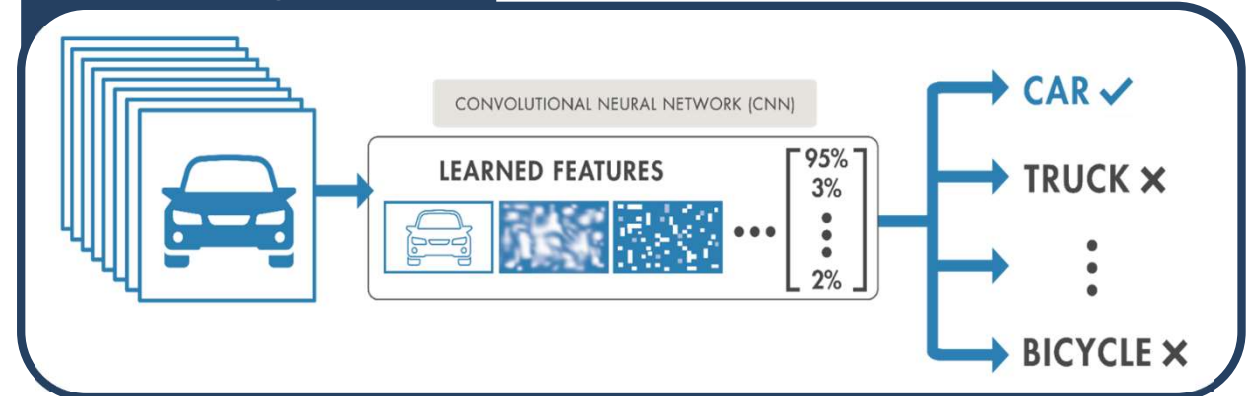 CONVOLUTIONAL NEURAL NETWORK (CNN)
LEARNED FEATURES
95%
3%
2%
CAR ✓
TRUCK ✕
BICYCLE ✕